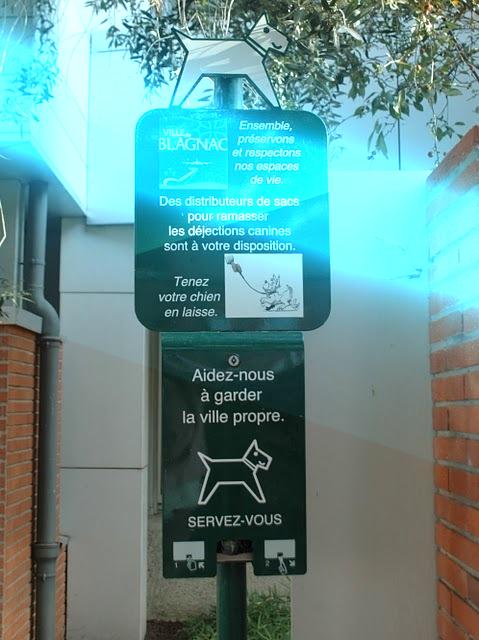 VILLE de
BLAGNAC
Ensemble,
préservons
et respectons
nos espaces
de vie.
Des distributeurs de sacs
pour ramasser
les déjections canines
sont à votre disposition.
Tenez
votre chien
en laisse.
Aidez-nous
à garder
la ville propre.
SERVEZ-VOUS
1
2